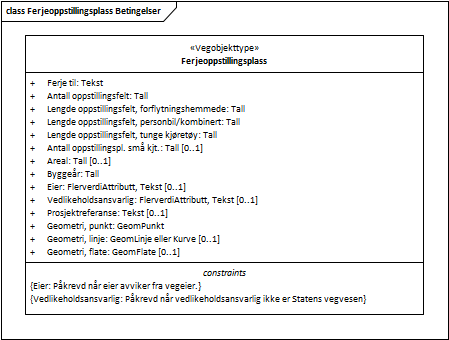 class Ferjeoppstillingsplass Betingelser
«Vegobjekttype»
Ferjeoppstillingsplass
+ Ferje til: Tekst
+ Antall oppstillingsfelt: Tall
+ Lengde oppstillingsfelt, forflytningshemmede: Tall
+ Lengde oppstillingsfelt, personbil/kombinert: Tall
+ Lengde oppstillingsfelt, tunge kjøretøy: Tall
+ Antall oppstillingspl. små kjt.: Tall [0..1]
+ Areal: Tall [0..1]
+ Byggeår: Tall
+ Eier: FlerverdiAttributt, Tekst [0..1]
+ Vedlikeholdsansvarlig: FlerverdiAttributt, Tekst [0..1]
+ Prosjektreferanse: Tekst [0..1]
+ Geometri, punkt: GeomPunkt
+ Geometri, linje: GeomLinje eller Kurve [0..1]
+ Geometri, flate: GeomFlate [0..1]
constraints
{Eier: Påkrevd når eier avviker fra vegeier.}
{Vedlikeholdsansvarlig: Påkrevd når vedlikeholdsansvarlig ikke er Statens vegvesen}